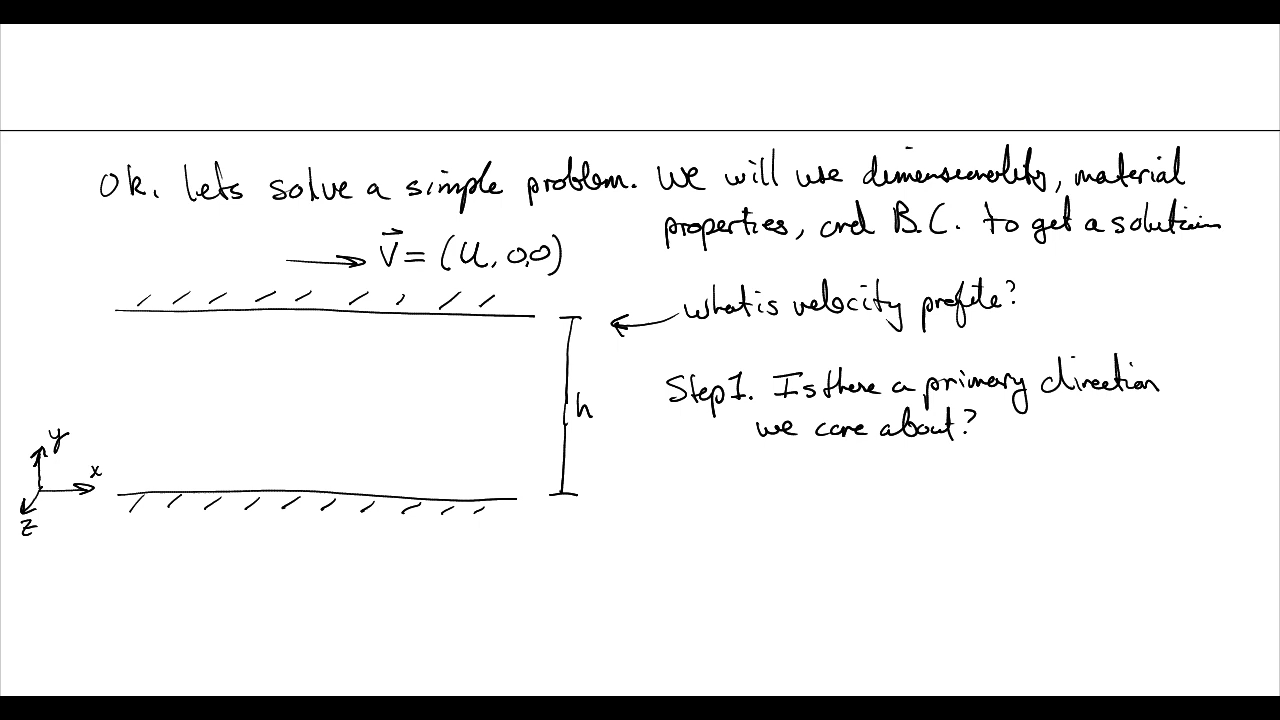 Ok. Lets solve a simple problem. We will use dimensionality, material
properties, and B.C. to get a solution
V⃗ = (U, 0,0)
What is velocity profile?
h
Step 1. Is there a primary direction
we care about?
y
x
z